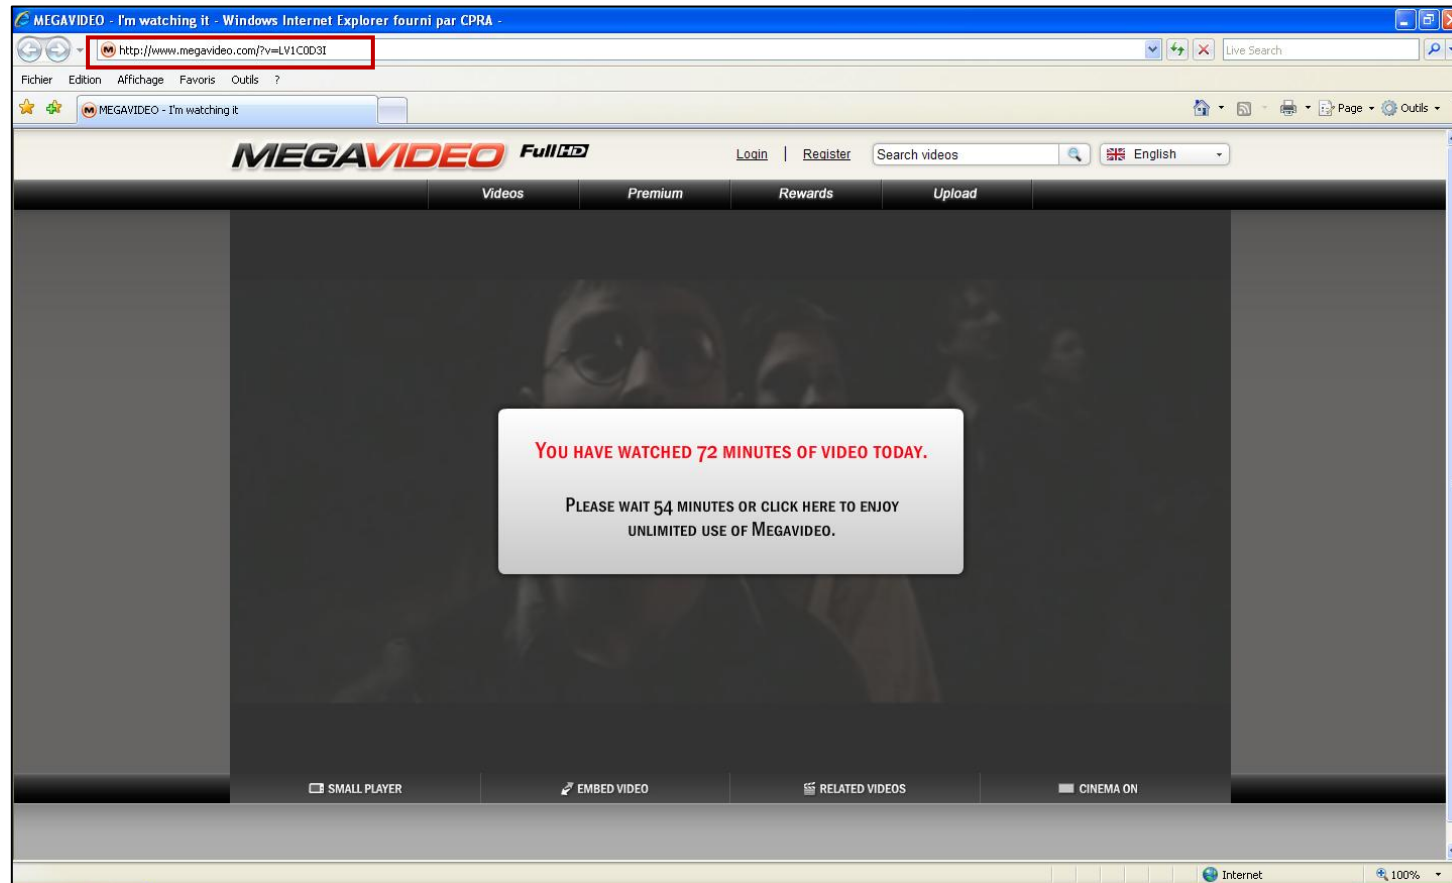 MEGAVIDEO - I'm watching it - Windows Internet Explorer fourni par CPRA -
http://www.megavideo.com/?v=LV1C0D3I
Live Search
Fichier Edition Affichage Favoris Outils ?
MEGAVIDEO - I'm watching it
Page Outils
MEGAVIDEO Full HD
Login | Register
Search videos
English
Videos Premium Rewards Upload
YOU HAVE WATCHED 72 MINUTES OF VIDEO TODAY.
PLEASE WAIT 54 MINUTES OR CLICK HERE TO ENJOY
UNLIMITED USE OF MEGAVIDEO.
SMALL PLAYER EMBED VIDEO RELATED VIDEOS CINEMA ON
Internet 100%